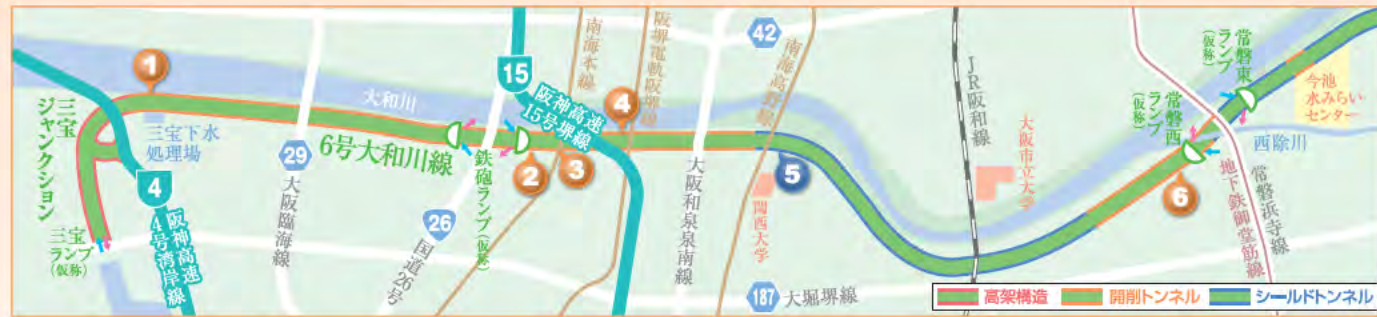 1
三宝
ジャンクション
三宝下水
処理場
4
阪神高速
4号湾岸線
三宝
ランプ
(仮称)
大和川
6号大和川線
29
大阪臨海線
26
国道26号
鉄砲ランプ(仮称)
15
阪神高速
15号堺線
南海本線
阪堺電軌阪堺線
2
3
4
大阪和泉泉南線
42
南海高野線
関西大学
5
187
大堀堺線
JR阪和線
大阪市立大学
常磐西
ランプ
(仮称)
常磐東
ランプ
(仮称)
6
地下鉄御堂筋線
常磐浜寺線
西除川
今池
水みらい
センター
高架構造
開削トンネル
シールドトンネル